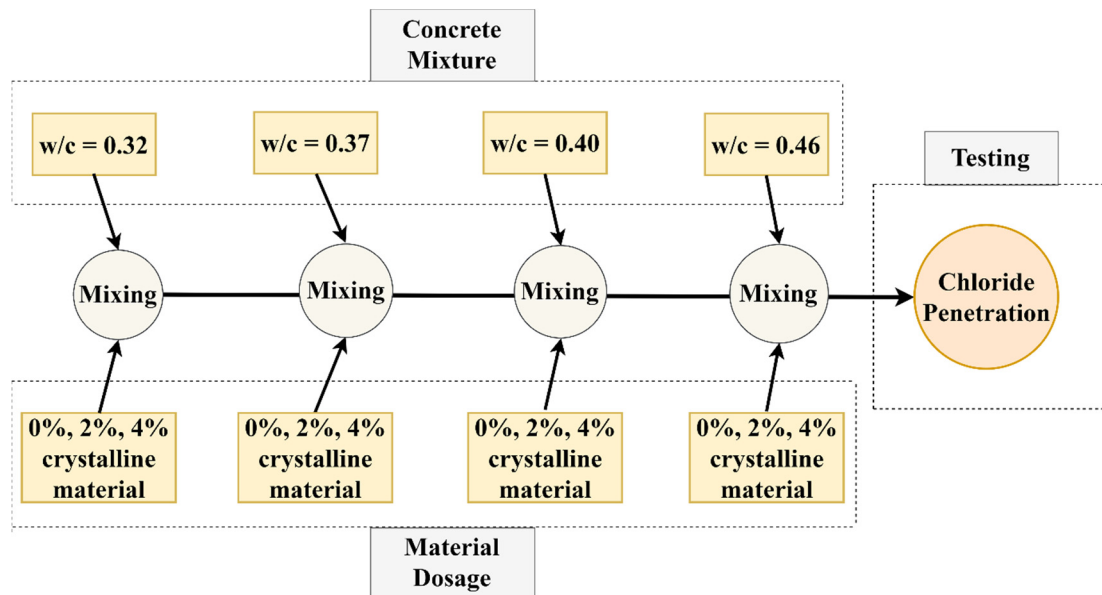 Concrete
Mixture
w/c = 0.32
w/c = 0.37
w/c = 0.40
w/c = 0.46
Testing
Mixing
Mixing
Mixing
Mixing
Chloride
Penetration
0%, 2%, 4%
crystalline
material
0%, 2%, 4%
crystalline
material
0%, 2%, 4%
crystalline
material
0%, 2%, 4%
crystalline
material
Material
Dosage